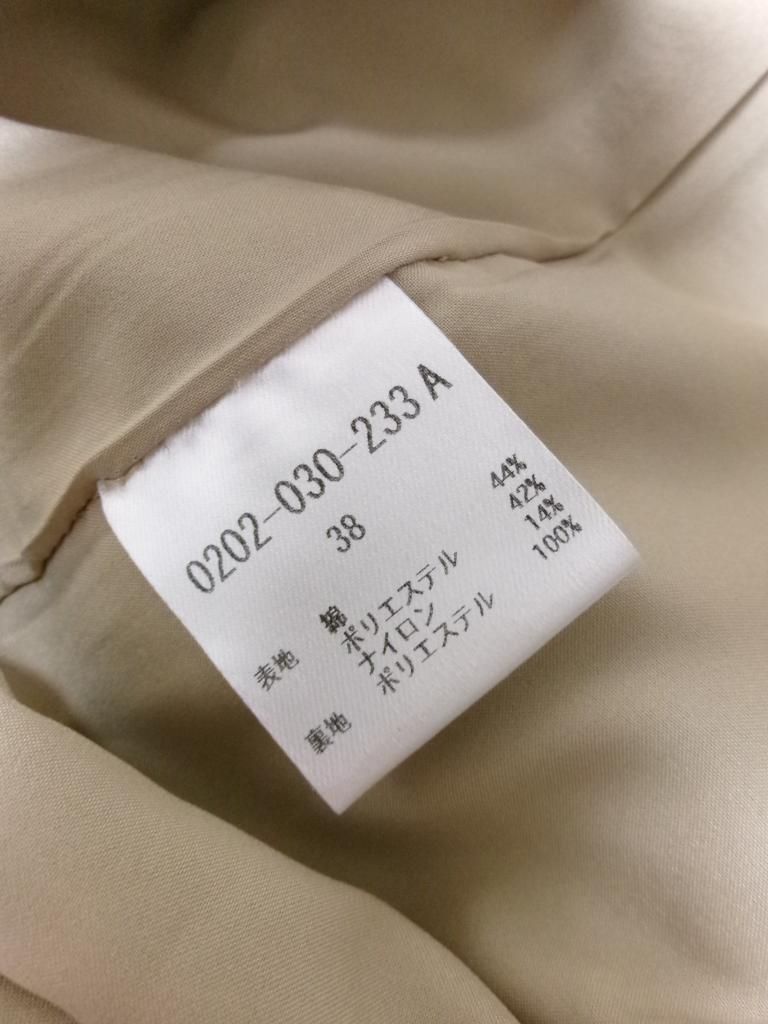 0202-030-233 A
38
表地 綿 44%
ポリエステル 42%
ナイロン 14%
裏地 ポリエステル 100%